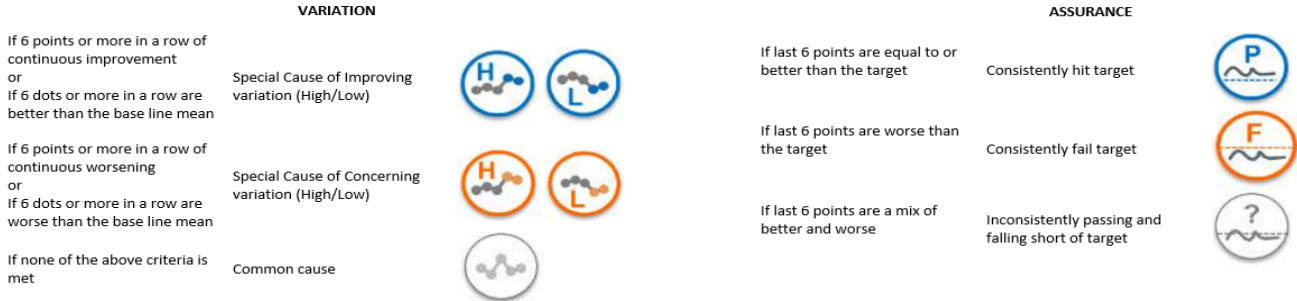 VARIATION
If 6 points or more in a row of
continuous improvement
or
If 6 dots or more in a row are
better than the base line mean
Special Cause of Improving
variation (High/Low)
H
L
If 6 points or more in a row of
continuous worsening
or
If 6 dots or more in a row are
worse than the base line mean
Special Cause of Concerning
variation (High/Low)
H
L
If none of the above criteria is
met
Common cause
ASSURANCE
If last 6 points are equal to or
better than the target
Consistently hit target
P
If last 6 points are worse than
the target
Consistently fail target
F
If last 6 points are a mix of
better and worse
Inconsistently passing and
falling short of target
?